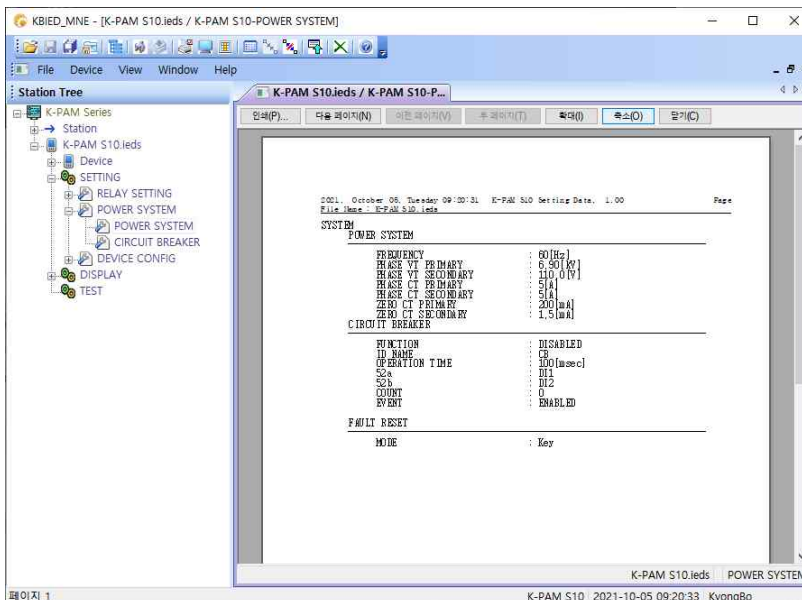 KBIED_MNE - [K-PAM S10.ieds / K-PAM S10-POWER SYSTEM]
File Device View Window Help
Station Tree
K-PAM S10.ieds / K-PAM S10-P...
K-PAM Series
Station
K-PAM S10.ieds
Device
SETTING
RELAY SETTING
POWER SYSTEM
POWER SYSTEM
CIRCUIT BREAKER
DEVICE CONFIG
DISPLAY
TEST
인쇄(P)... 다음 페이지(N) 이전 페이지(V) 두 페이지(T) 확대(I) 축소(O) 닫기(C)
2021. October 05. Tuesday 09:20:31 K-PAM S10 Setting Data. 1.00 Page
File Name : K-PAM S10.ieds
SYSTEM
POWER SYSTEM
FREQUENCY : 60[Hz]
PHASE VT PRIMARY : 6.90[kV]
PHASE VT SECONDARY : 110.0[V]
PHASE CT PRIMARY : 5[A]
PHASE CT SECONDARY : 5[A]
ZERO CT PRIMARY : 200[mA]
ZERO CT SECONDARY : 1.5[mA]
CIRCUIT BREAKER
FUNCTION : DISABLED
ID NAME : CB
OPERATION TIME : 100[msec]
52a : DI1
52b : DI2
COUNT : 0
EVENT : ENABLED
FAULT RESET
MODE : Key
K-PAM S10.ieds POWER SYSTEM
페이지 1 K-PAM S10 2021-10-05 09:20:33 KyongBo